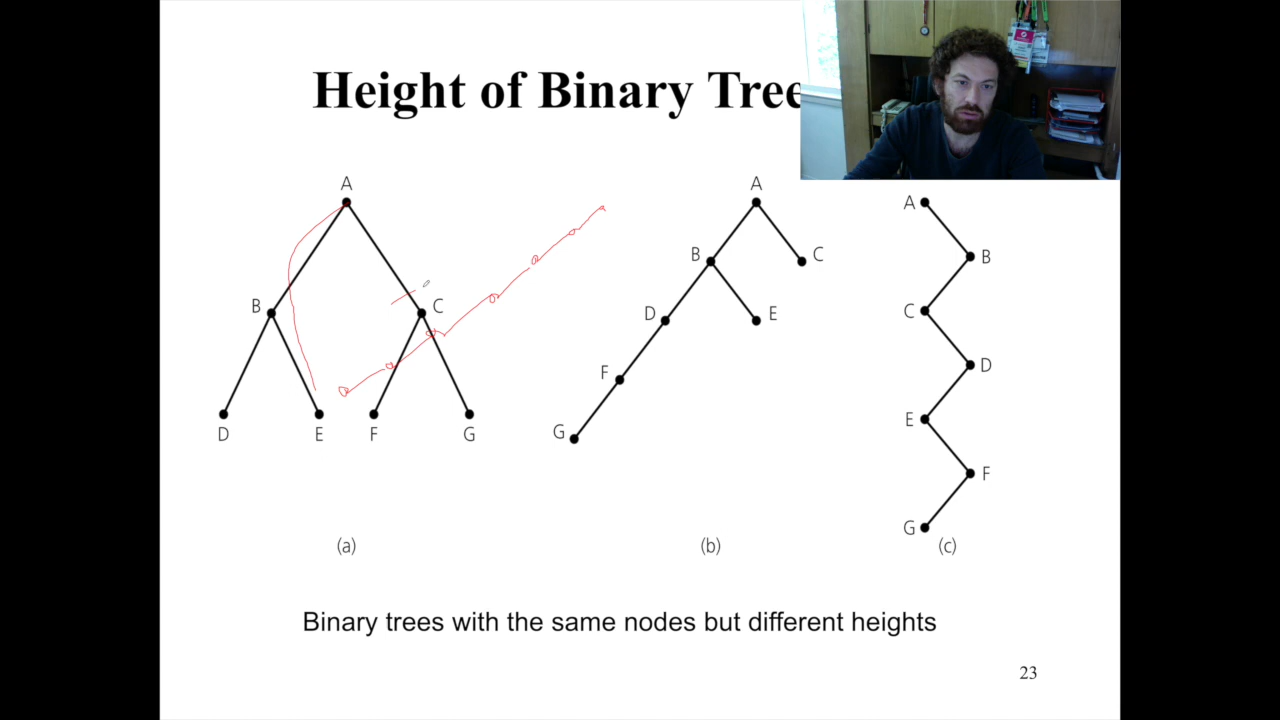 Height of Binary Tree
A
B
C
D
E
F
G
(a)
A
B
C
D
E
F
G
(b)
A
B
C
D
E
F
G
(c)
Binary trees with the same nodes but different heights
23